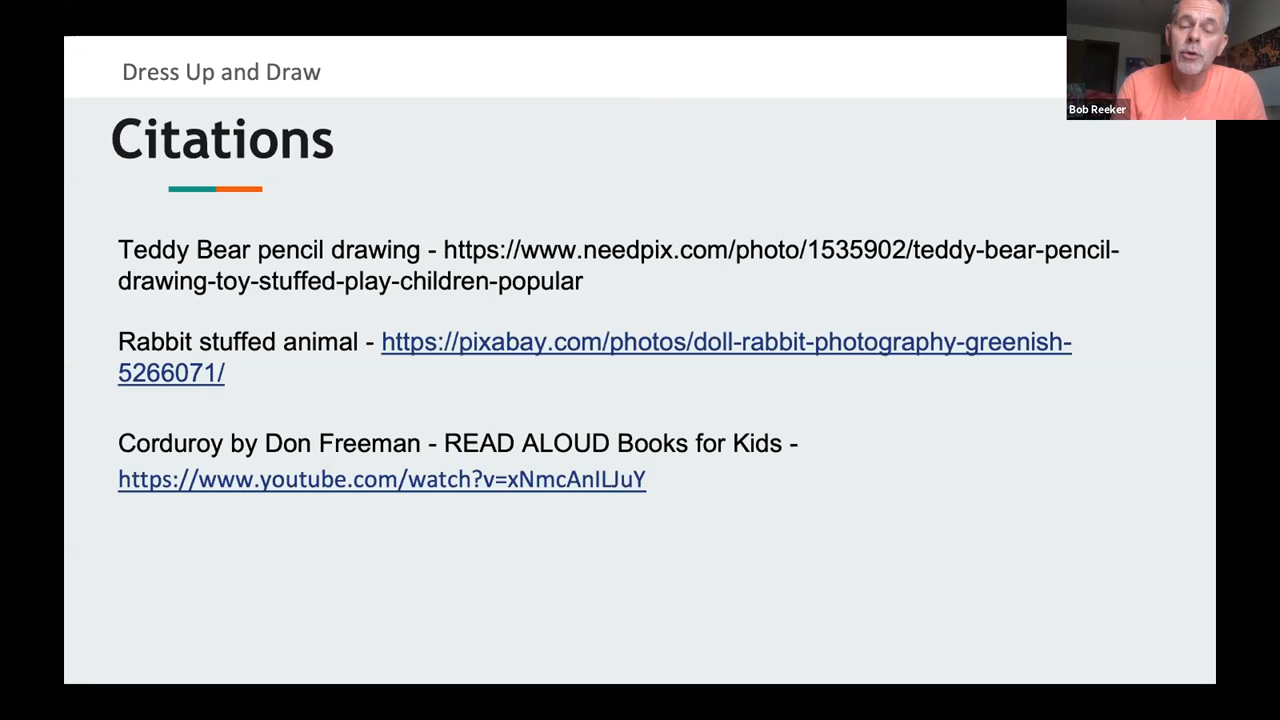 Dress Up and Draw
Bob Reeker
Citations
Teddy Bear pencil drawing - https://www.needpix.com/photo/1535902/teddy-bear-pencil-
drawing-toy-stuffed-play-children-popular
Rabbit stuffed animal - https://pixabay.com/photos/doll-rabbit-photography-greenish-
5266071/
Corduroy by Don Freeman - READ ALOUD Books for Kids -
https://www.youtube.com/watch?v=xNmcAnILJuY